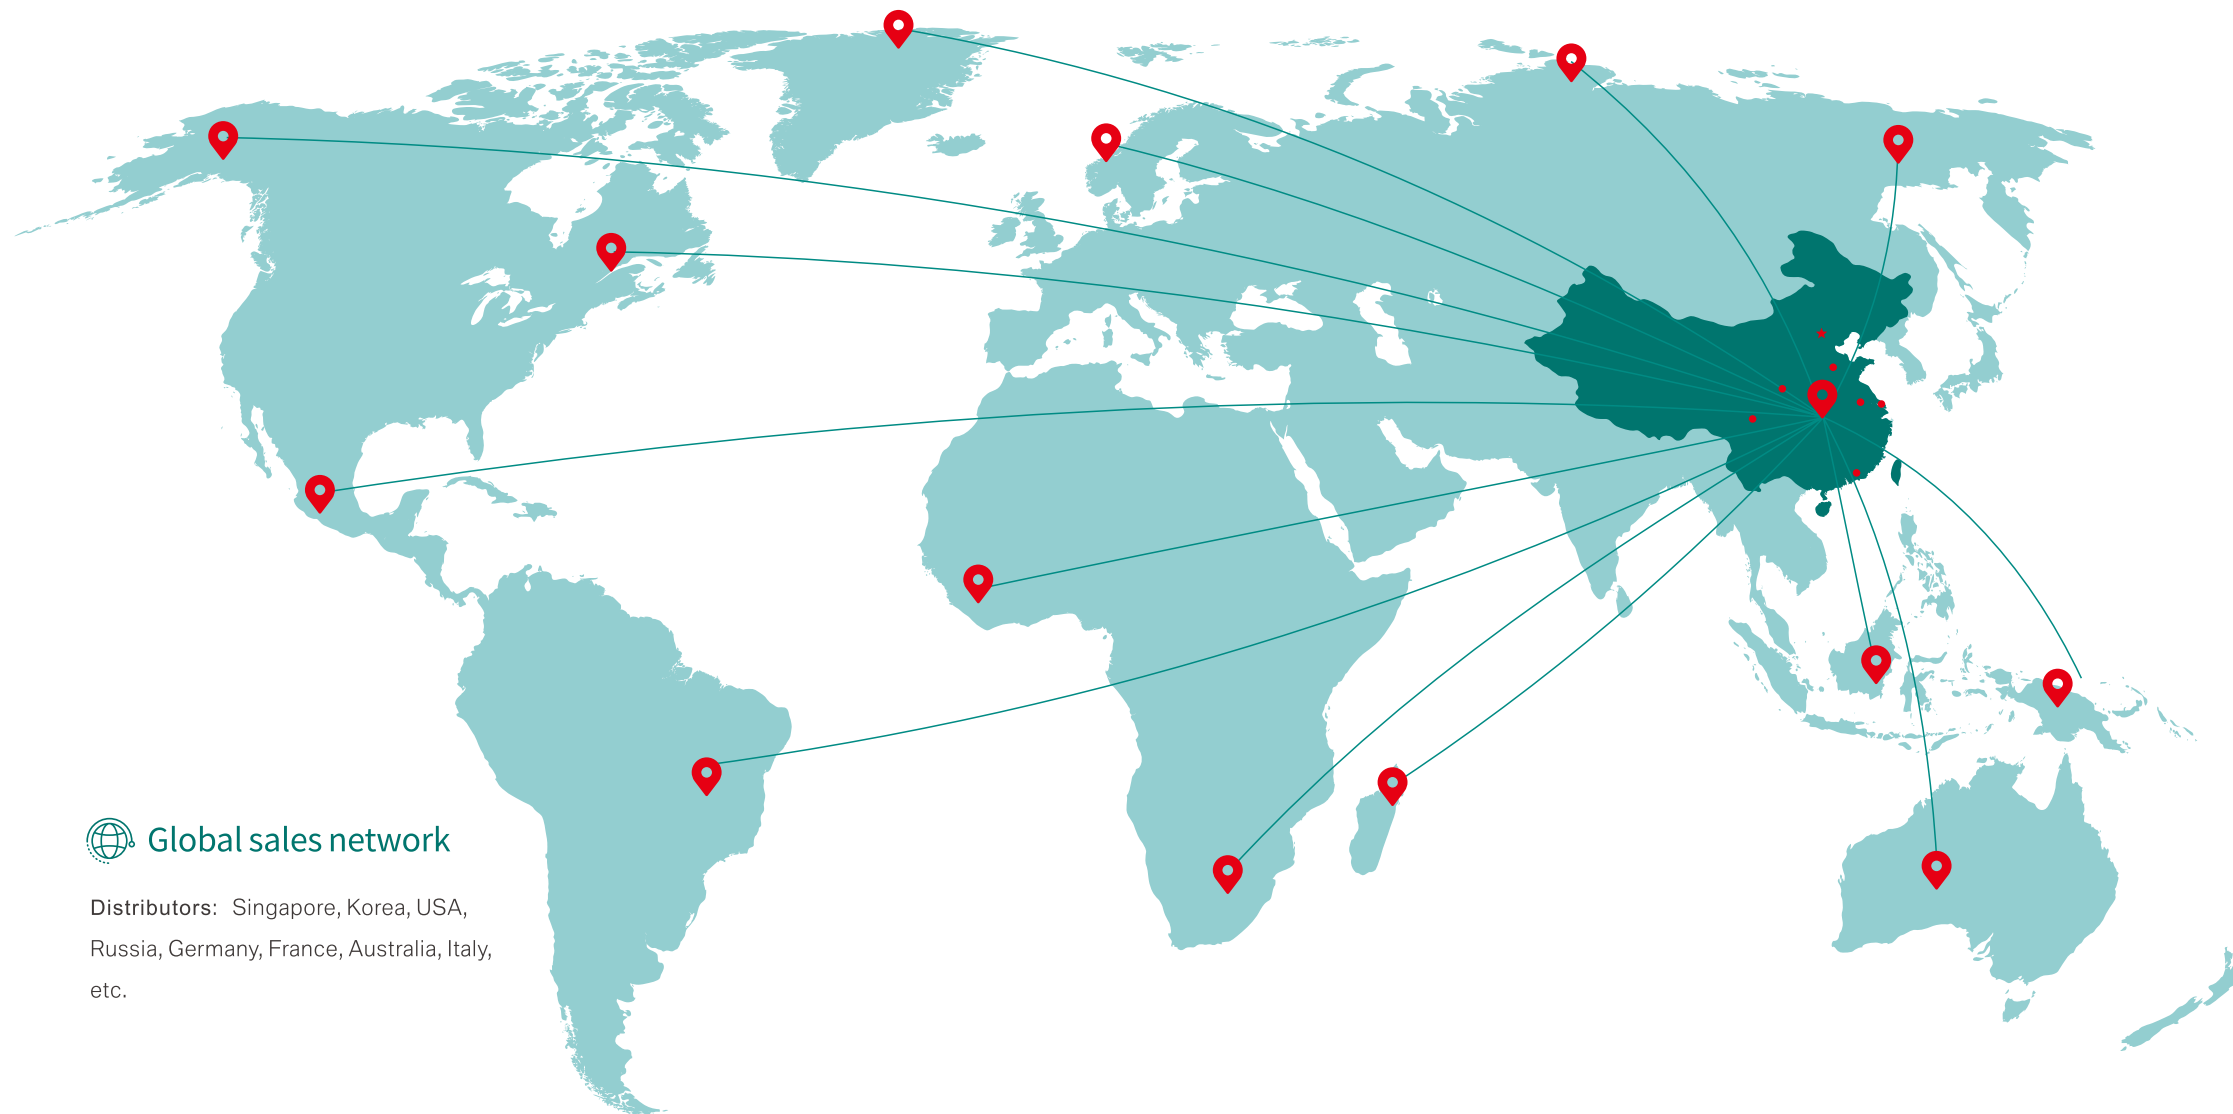 Global sales network
Distributors: Singapore, Korea, USA,
Russia, Germany, France, Australia, Italy,
etc.